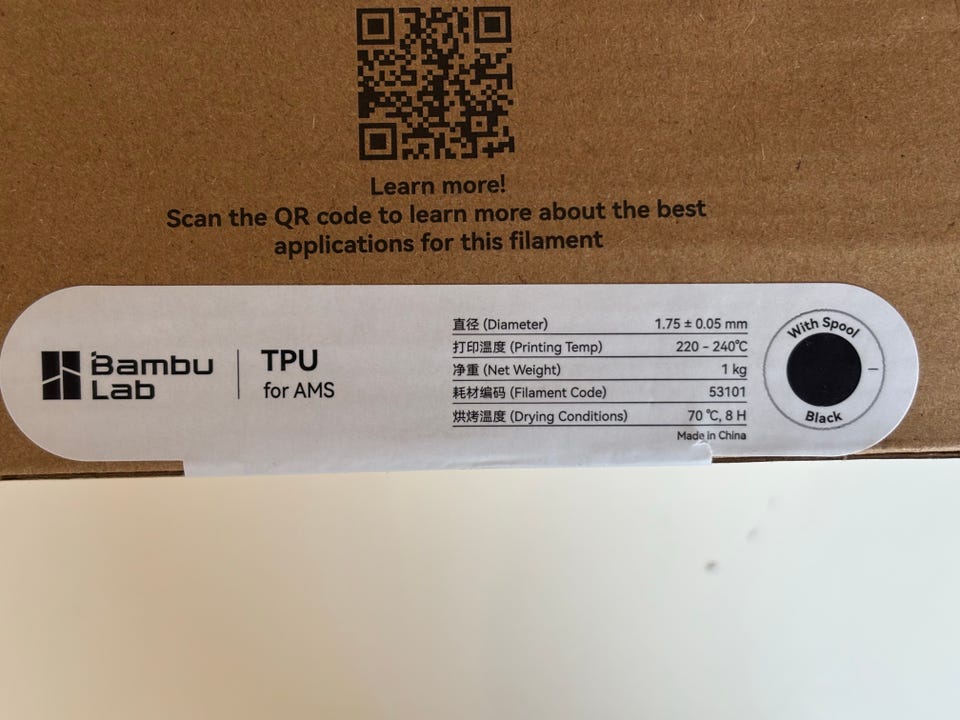 Learn more!
Scan the QR code to learn more about the best
applications for this filament
Bambu
Lab
TPU
for AMS
直径 (Diameter) 1.75 ± 0.05 mm
打印温度 (Printing Temp) 220 - 240℃
净重 (Net Weight) 1 kg
耗材编码 (Filament Code) 53101
烘烤温度 (Drying Conditions) 70 ℃, 8 H
Made in China
With Spool
Black